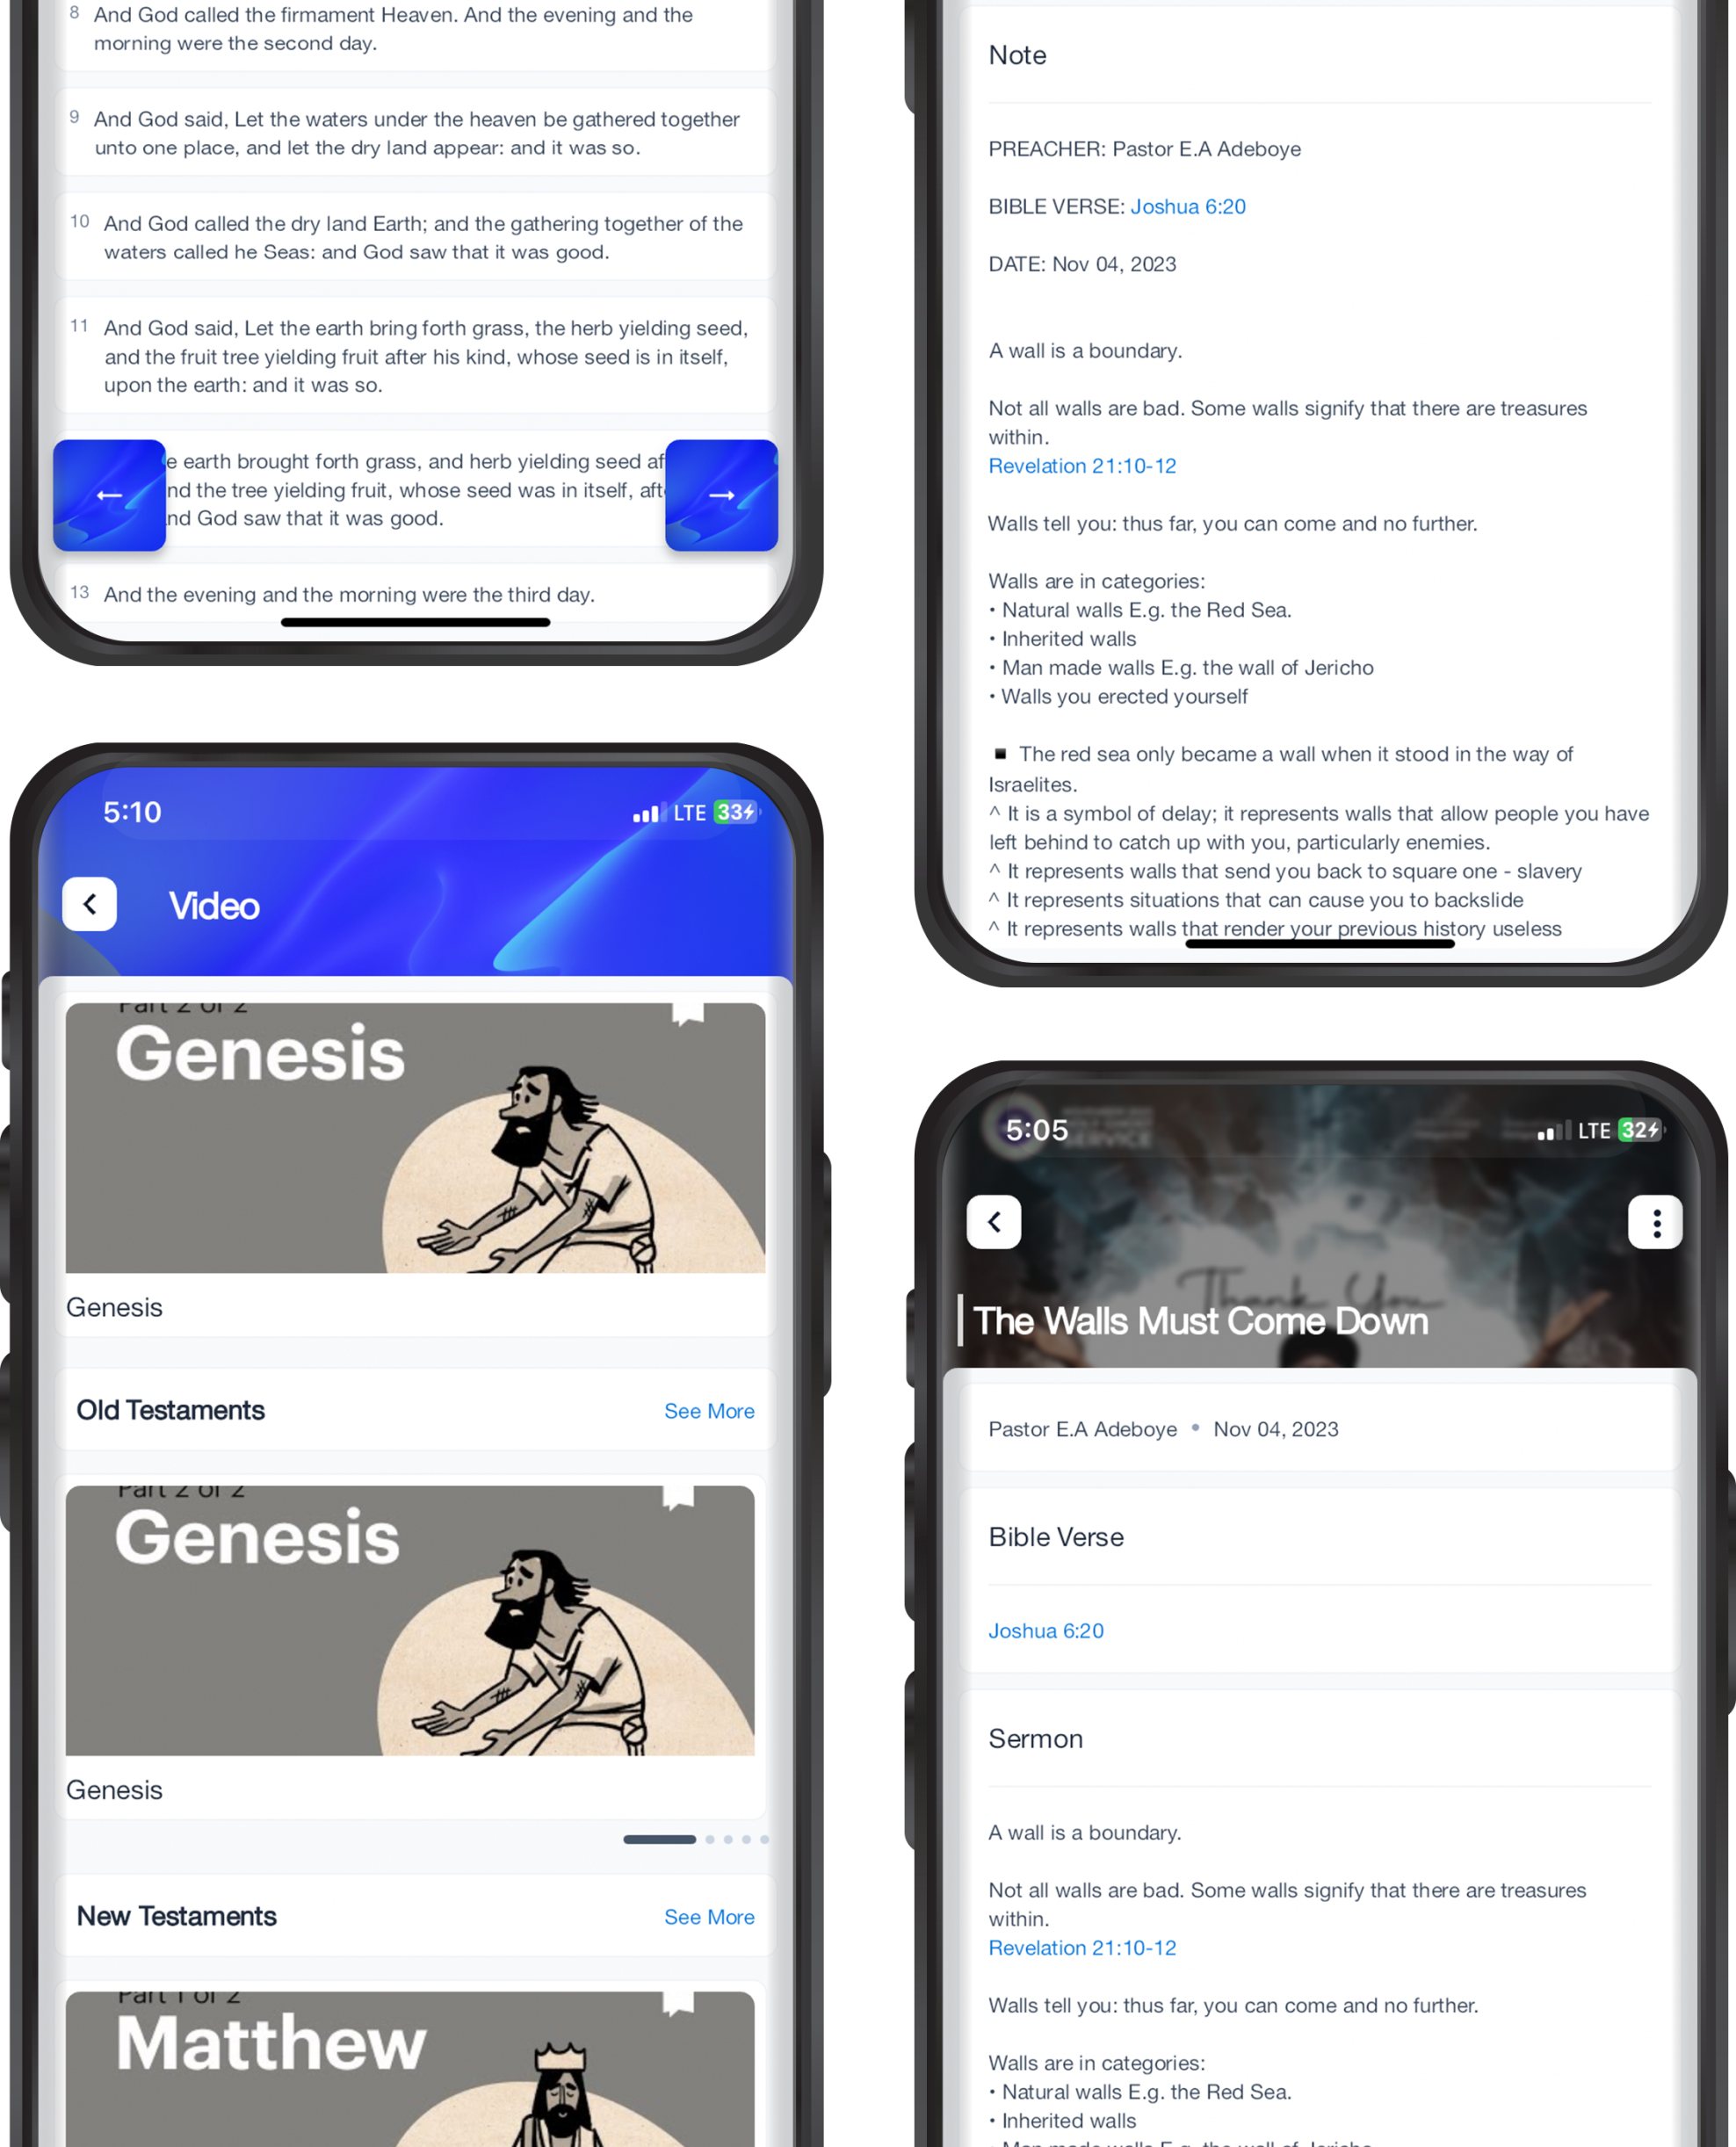 8 And God called the firmament Heaven. And the evening and the
morning were the second day.
9 And God said, Let the waters under the heaven be gathered together
unto one place, and let the dry land appear: and it was so.
10 And God called the dry land Earth; and the gathering together of the
waters called he Seas: and God saw that it was good.
11 And God said, Let the earth bring forth grass, the herb yielding seed,
and the fruit tree yielding fruit after his kind, whose seed is in itself,
upon the earth: and it was so.
earth brought forth grass, and herb yielding seed
the tree yielding fruit, whose seed was in itself,
God saw that it was good.
13 And the evening and the morning were the third day.
5:10
LTE 33
Video
Part 2 of 2
Genesis
Genesis
Old Testaments
See More
Part 2 of 2
Genesis
Genesis
New Testaments
See More
Part 1 of 2
Matthew
Note
PREACHER: Pastor E.A Adeboye
BIBLE VERSE: Joshua 6:20
DATE: Nov 04, 2023
A wall is a boundary.
Not all walls are bad. Some walls signify that there are treasures
within.
Revelation 21:10-12
Walls tell you: thus far, you can come and no further.
Walls are in categories:
• Natural walls E.g. the Red Sea.
• Inherited walls
• Man made walls E.g. the wall of Jericho
• Walls you erected yourself
▪ The red sea only became a wall when it stood in the way of
Israelites.
^ It is a symbol of delay; it represents walls that allow people you have
left behind to catch up with you, particularly enemies.
^ It represents walls that send you back to square one - slavery
^ It represents situations that can cause you to backslide
^ It represents walls that render your previous history useless
5:05
SERVICE
LTE 32
Thank You
The Walls Must Come Down
Pastor E.A Adeboye • Nov 04, 2023
Bible Verse
Joshua 6:20
Sermon
A wall is a boundary.
Not all walls are bad. Some walls signify that there are treasures
within.
Revelation 21:10-12
Walls tell you: thus far, you can come and no further.
Walls are in categories:
• Natural walls E.g. the Red Sea.
• Inherited walls
Man made walls E.g. the wall of Jericho